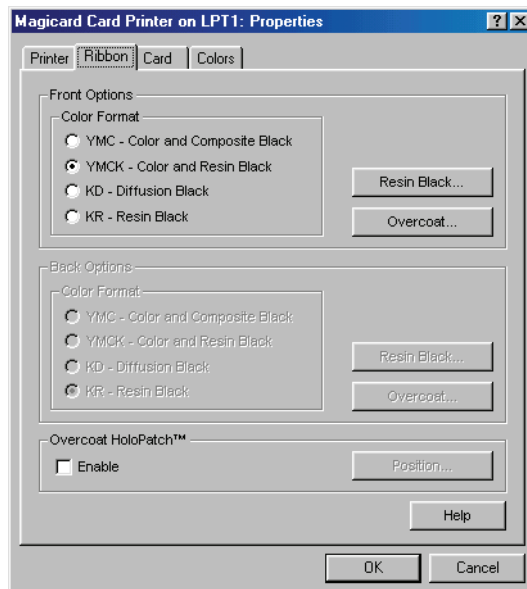 Magicard Card Printer on LPT1: Properties
Printer Ribbon Card Colors
Front Options
Color Format
YMC - Color and Composite Black
YMCK - Color and Resin Black
KD - Diffusion Black
KR - Resin Black
Resin Black...
Overcoat...
Back Options
Color Format
YMC - Color and Composite Black
YMCK - Color and Resin Black
KD - Diffusion Black
KR - Resin Black
Resin Black...
Overcoat...
Overcoat HoloPatch™
Enable
Position...
Help
OK Cancel